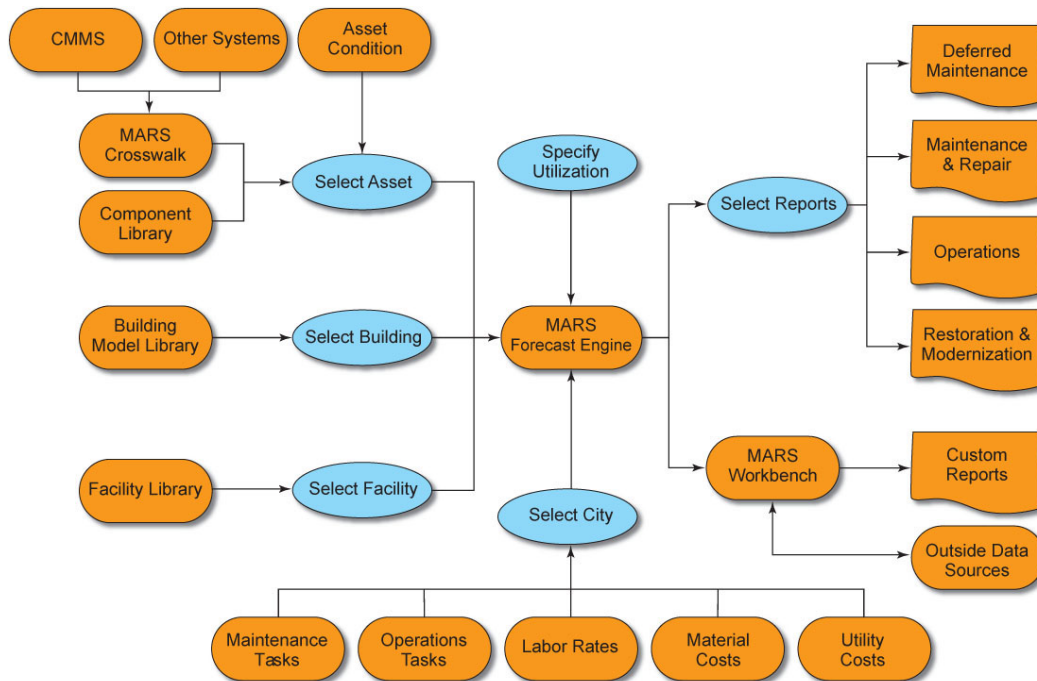 CMMS
Other Systems
Asset
Condition
Deferred
Maintenance
MARS
Crosswalk
Specify
Utilization
Maintenance
& Repair
Select Asset
Select Reports
Component
Library
Operations
Building
Model Library
Select Building
MARS
Forecast Engine
Restoration &
Modernization
MARS
Workbench
Custom
Reports
Facility Library
Select Facility
Select City
Outside Data
Sources
Maintenance
Tasks
Operations
Tasks
Labor Rates
Material
Costs
Utility
Costs